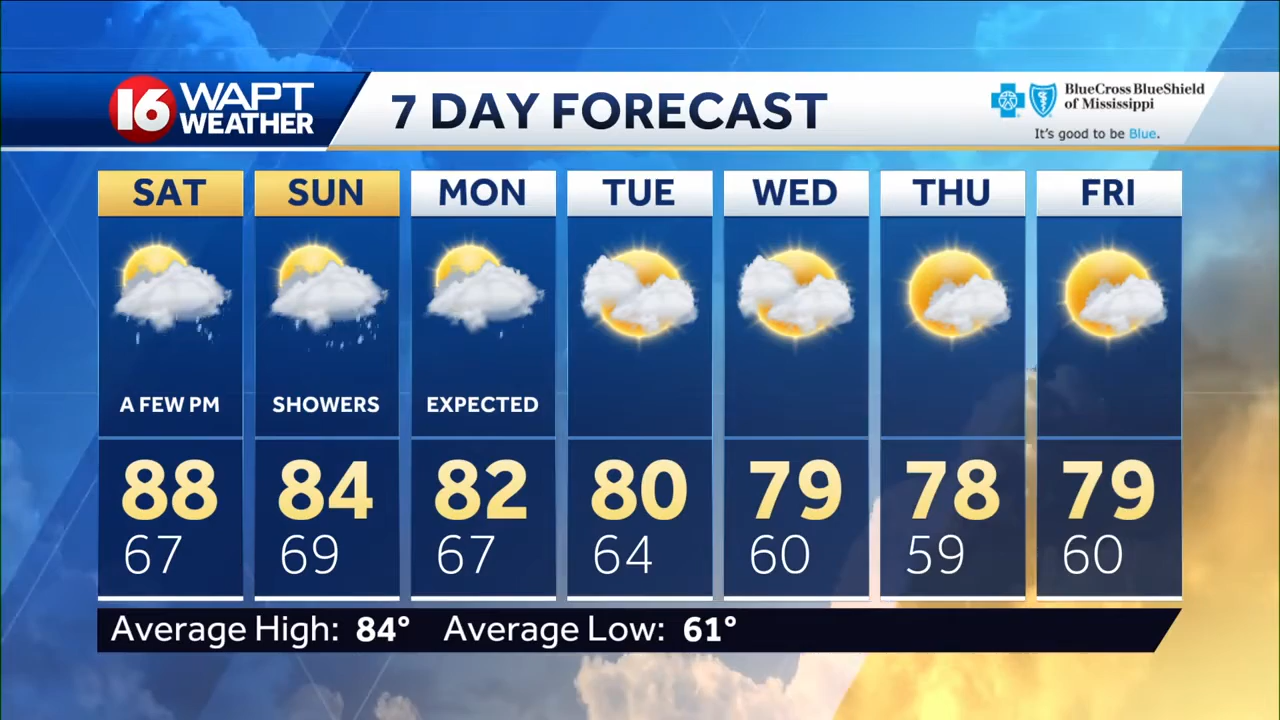 16 WAPT
WEATHER
7 DAY FORECAST
BlueCross BlueShield
of Mississippi
It's good to be Blue.
SAT SUN MON TUE WED THU FRI
A FEW PM SHOWERS EXPECTED
88 84 82 80 79 78 79
67 69 67 64 60 59 60
Average High: 84° Average Low: 61°